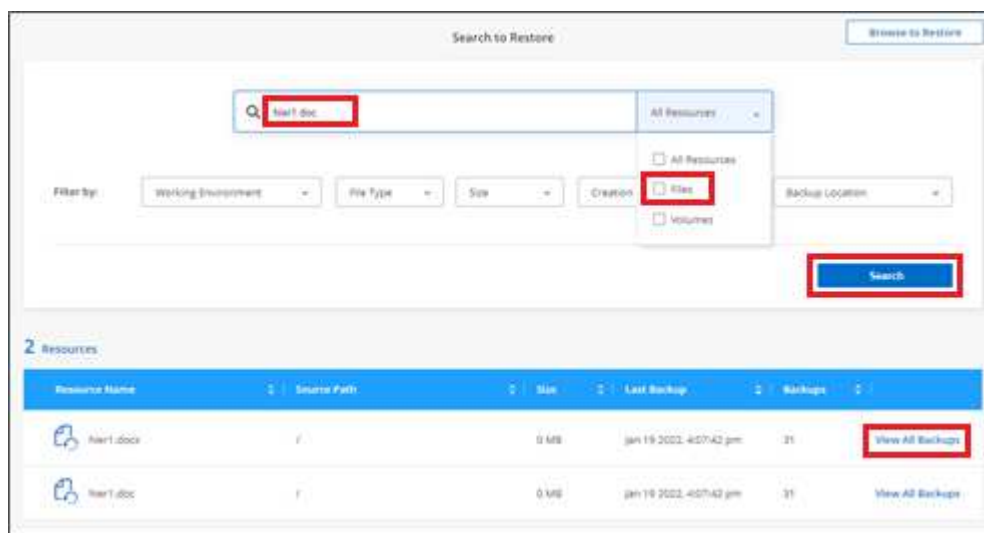 Search to Restore
Browse to Restore
hier1.doc
All Resources
All Resources
Files
Volumes
Filter by:
Working Environment
File Type
Size
Creation
Backup Location
Search
2 Resources
Resource Name Source Path Size Last Backup Backups
hier1.docx / 0 MB Jan 19 2022, 4:07:42 pm 31 View All Backups
hier1.doc / 0 MB Jan 19 2022, 4:07:42 pm 31 View All Backups